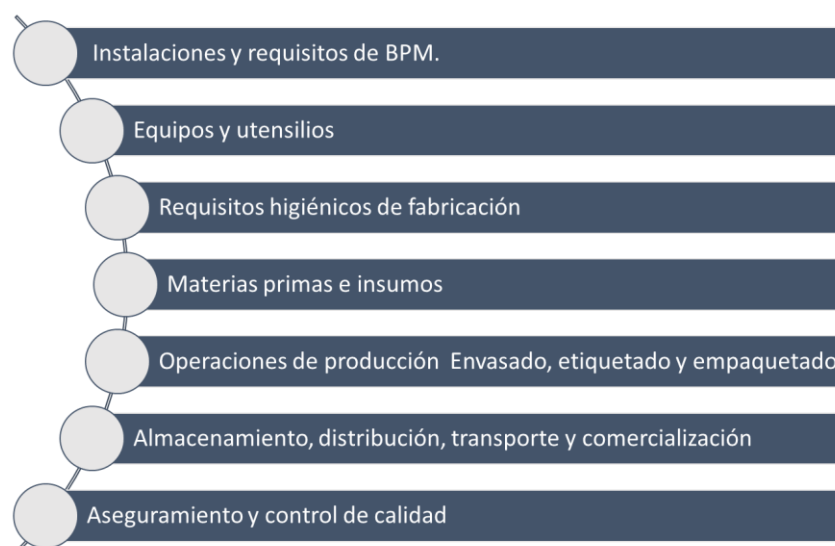 Instalaciones y requisitos de BPM.
Equipos y utensilios
Requisitos higiénicos de fabricación
Materias primas e insumos
Operaciones de producción  Envasado, etiquetado y empaquetado
Almacenamiento, distribución, transporte y comercialización
Aseguramiento y control de calidad